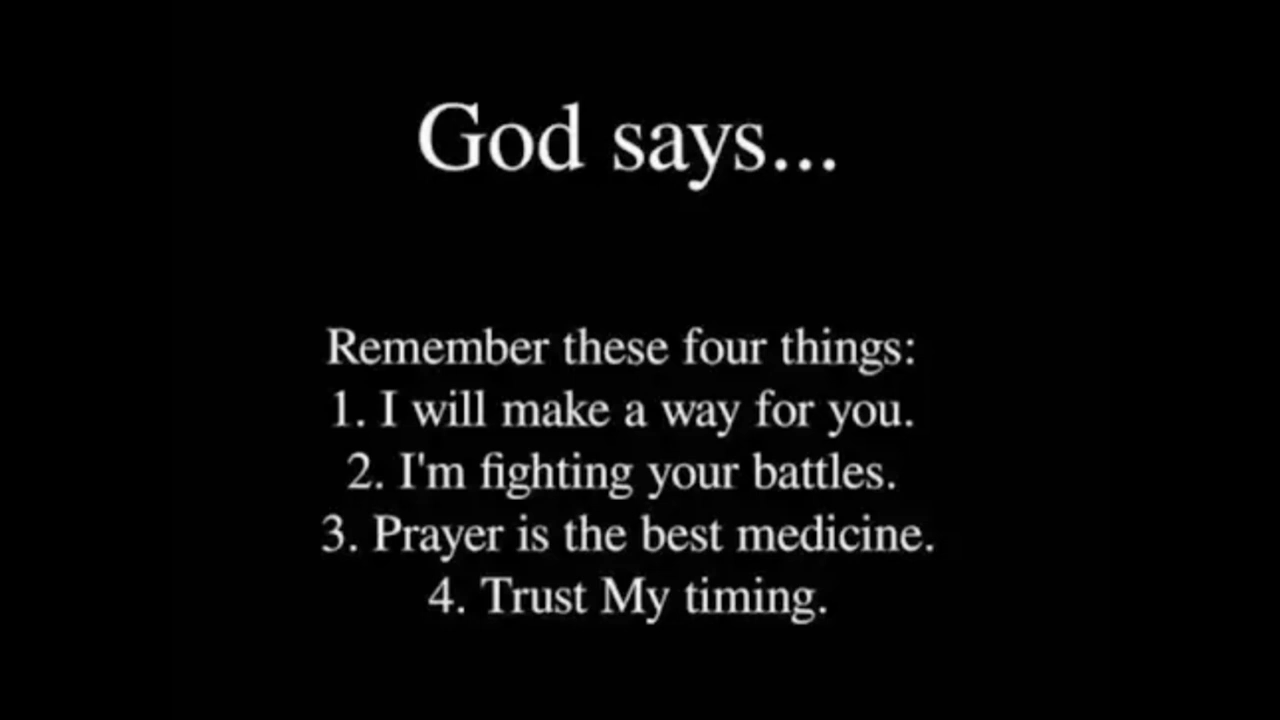 God says...
Remember these four things:
1. I will make a way for you.
2. I'm fighting your battles.
3. Prayer is the best medicine.
4. Trust My timing.